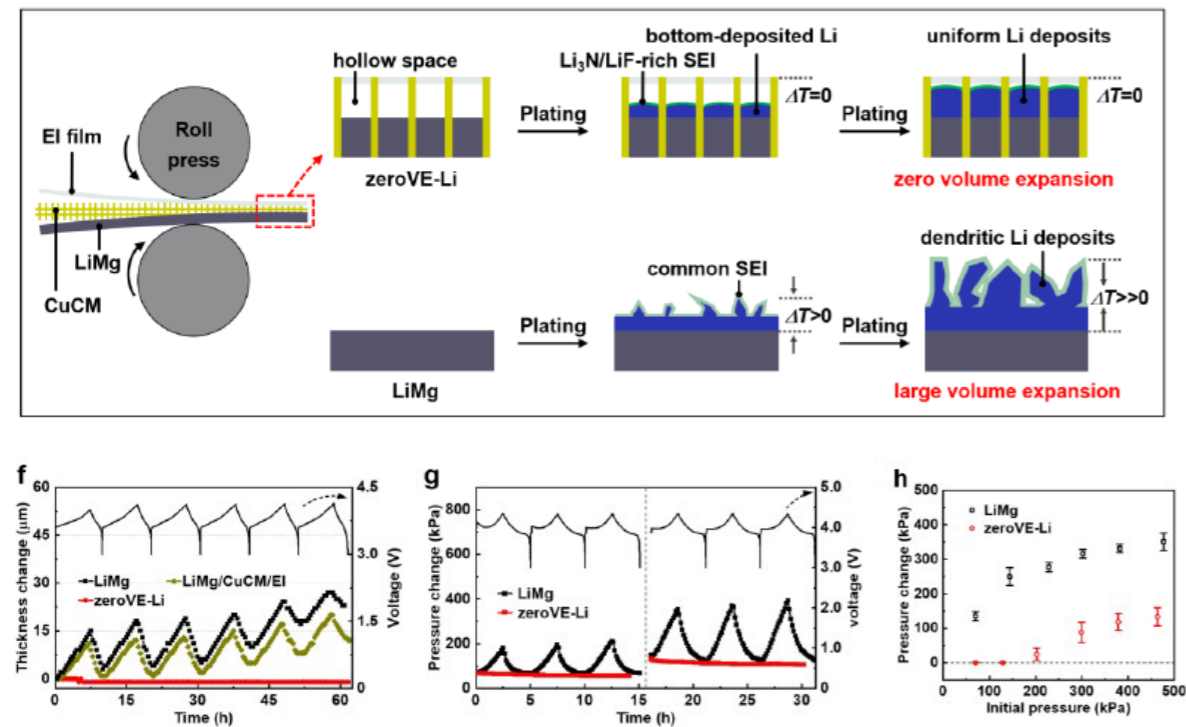 hollow space
Li₃N/LiF-rich SEI
bottom-deposited Li
uniform Li deposits
EI film
Roll
press
ΔT=0
ΔT=0
Plating
Plating
zeroVE-Li
zero volume expansion
LiMg
CuCM
common SEI
dendritic Li deposits
ΔT>0
ΔT>>0
Plating
Plating
LiMg
large volume expansion
f
Thickness change (μm)
60
45
30
15
0
4.5
3.0
1.5
0
Voltage (V)
LiMg
LiMg/CuCM/EI
zeroVE-Li
0 15 30 45 60
Time (h)
g
Pressure change (kPa)
800
600
400
200
0
5.0
4.0
3.0
2.0
1.0
0
voltage (V)
LiMg
zeroVE-Li
0 5 10 15 20 25 30
Time (h)
h
Pressure change (kPa)
500
400
300
200
100
0
LiMg
zeroVE-Li
0 100 200 300 400 500
Initial pressure (kPa)